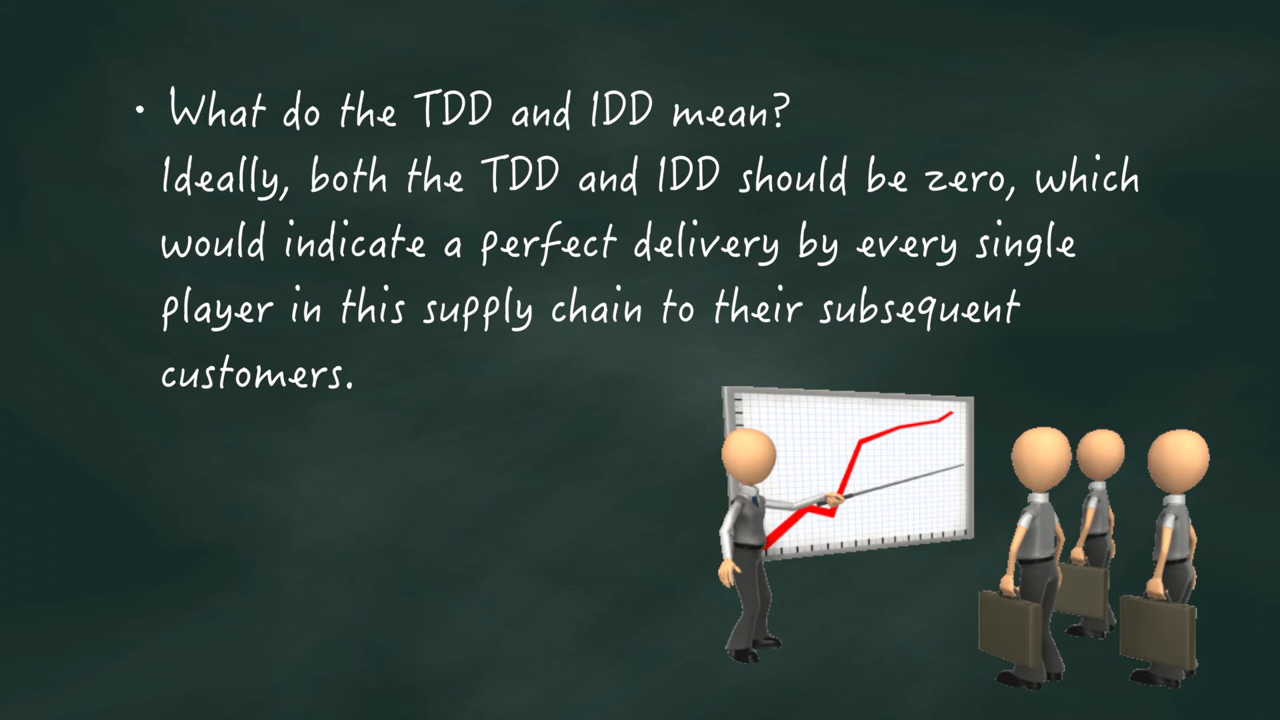 • What do the TDD and IDD mean?
Ideally, both the TDD and IDD should be zero, which
would indicate a perfect delivery by every single
player in this supply chain to their subsequent
customers.